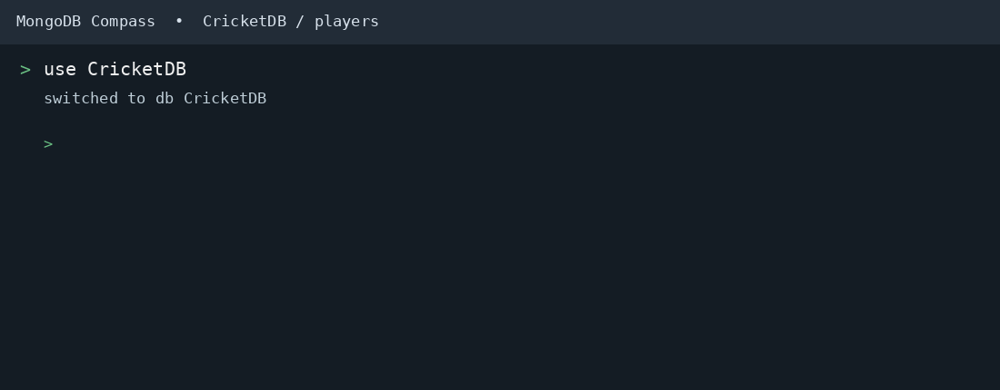 MongoDB Compass • CricketDB / players
> use CricketDB
switched to db CricketDB
>